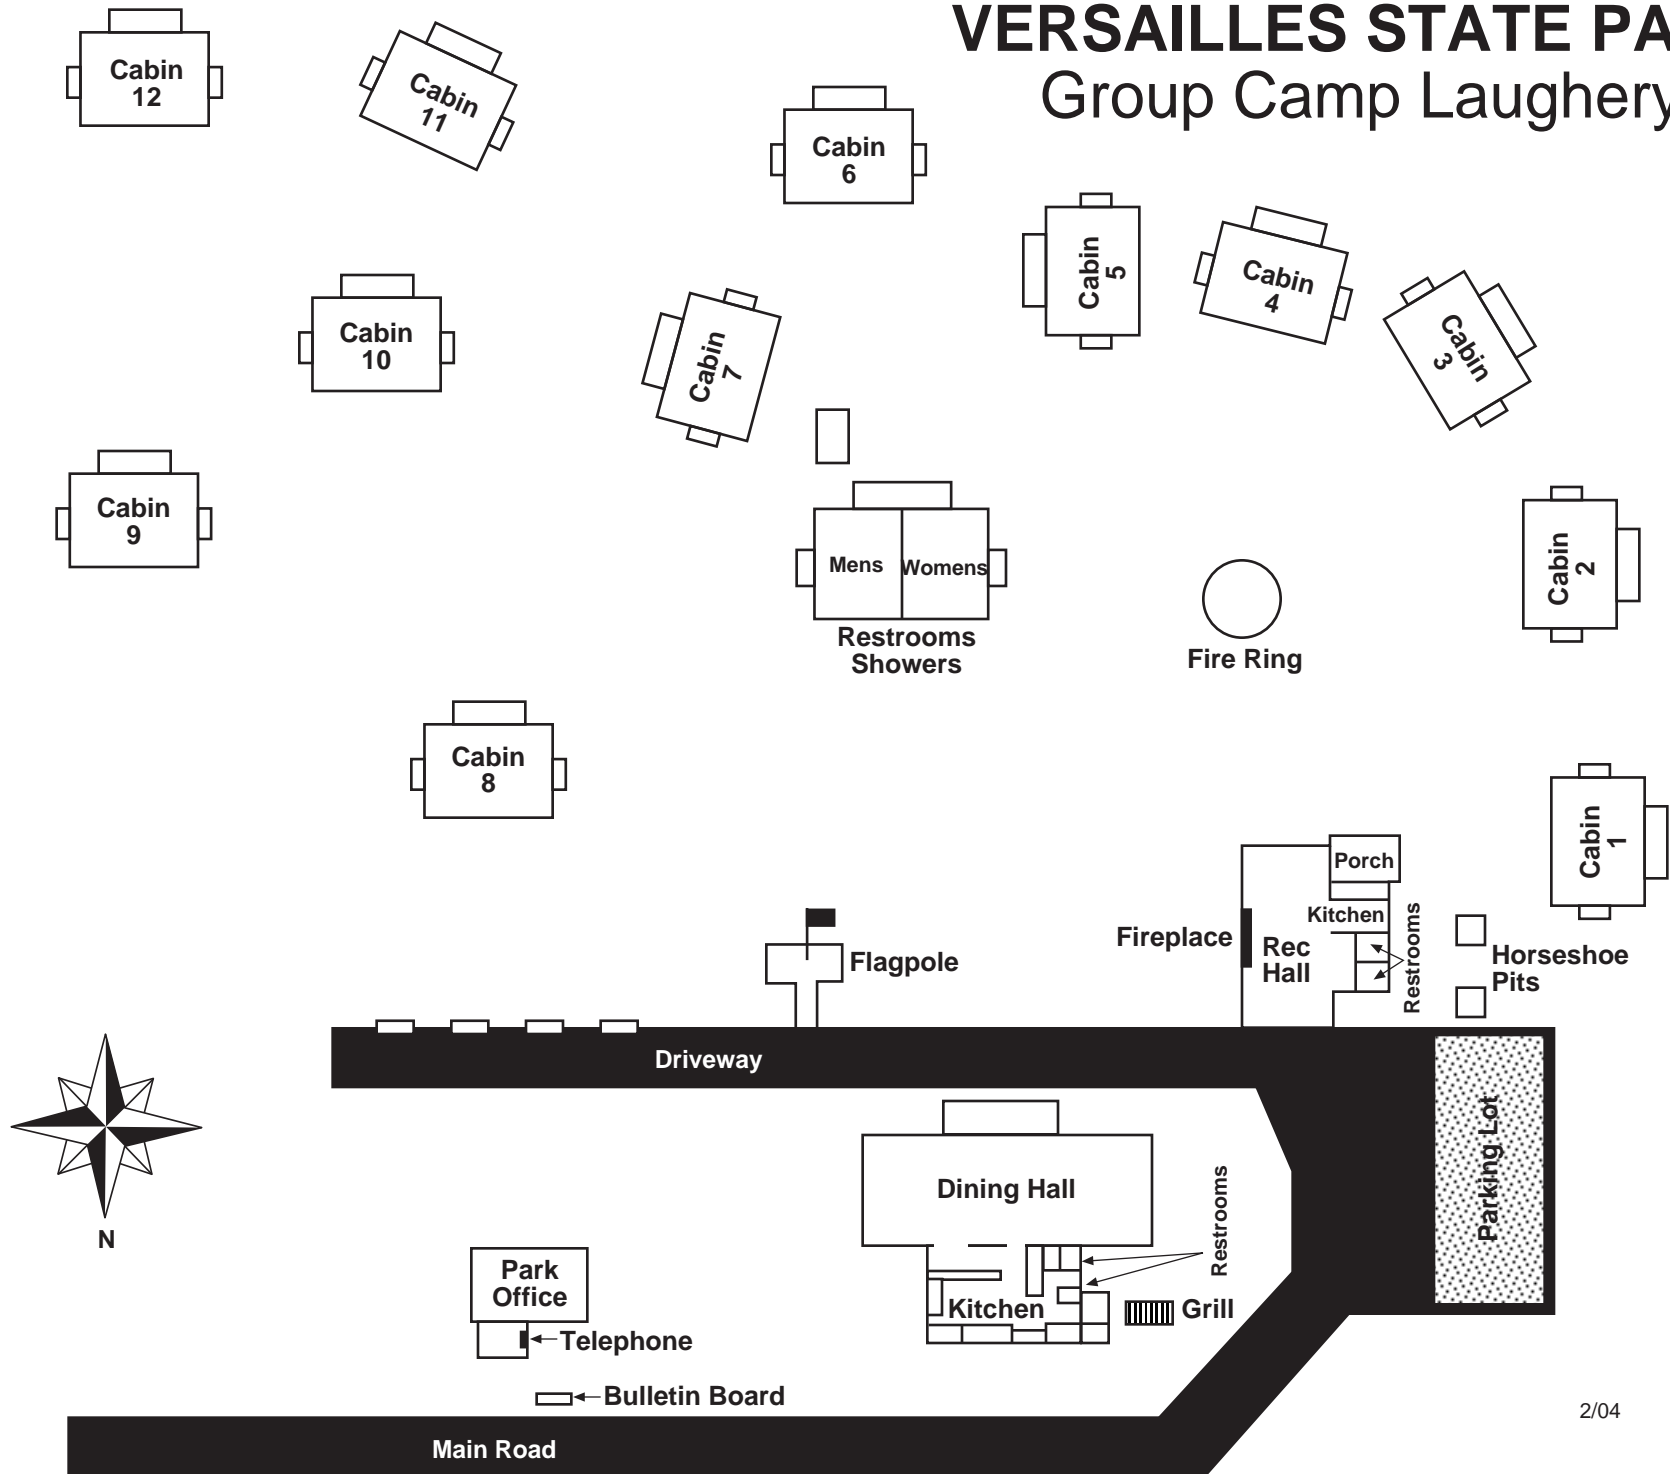 VERSAILLES STATE PA
Group Camp Laughery
Cabin
12
Cabin
11
Cabin
6
Cabin
5
Cabin
4
Cabin
3
Cabin
10
Cabin
7
Cabin
9
Mens
Womens
Restrooms
Showers
Fire Ring
Cabin
2
Cabin
8
Cabin
1
Porch
Kitchen
Fireplace
Rec
Hall
Restrooms
Horseshoe
Pits
Flagpole
Driveway
Parking Lot
N
Dining Hall
Restrooms
Kitchen
Grill
Park
Office
Telephone
Bulletin Board
Main Road
2/04